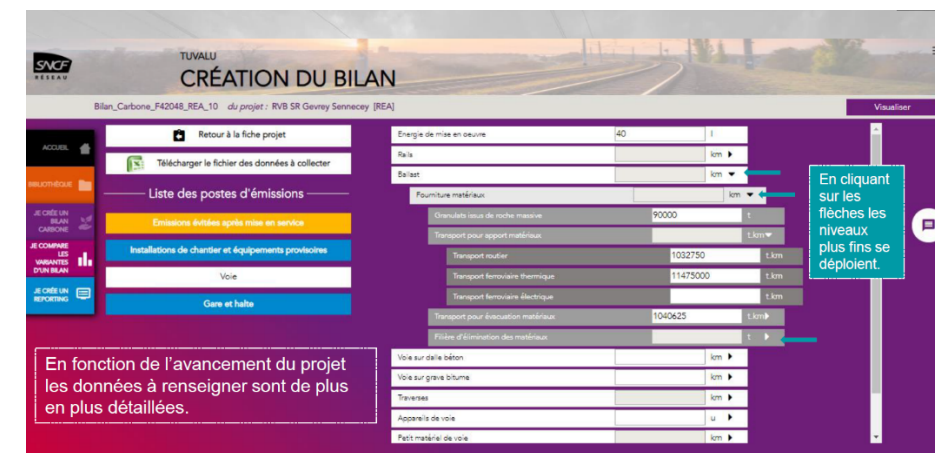 SNCF
RÉSEAU
TUVALU
CRÉATION DU BILAN
Bilan_Carbone_F42048_REA_10 du projet : RVB SR Gevrey Sennecey [REA]
Visualiser
ACCUEIL
BIBLIOTHÈQUE
JE CRÉE UN
BILAN
CARBONE
JE COMPARE
LES
VARIANTES
D'UN BILAN
JE CRÉE UN
REPORTING
Retour à la fiche projet
Télécharger le fichier des données à collecter
Liste des postes d'émissions
Emissions évitées après mise en service
Installations de chantier et équipements provisoires
Voie
Gare et halte
En fonction de l'avancement du projet
les données à renseigner sont de plus
en plus détaillées.
Energie de mise en oeuvre 40 l
Rails km
Ballast km
Fourniture matériaux km
Granulats issus de roche massive 90000 t
Transport pour apport matériaux t.km
Transport routier 1032750 t.km
Transport ferroviaire thermique 11475000 t.km
Transport ferroviaire électrique t.km
Transport pour évacuation matériaux 1040625 t.km
Filière d'élimination des matériaux t
Voie sur dalle béton km
Voie sur grave bitume km
Traverses km
Appareils de voie u
Petit matériel de voie km
En cliquant
sur les
flèches les
niveaux
plus fins se
déploient.